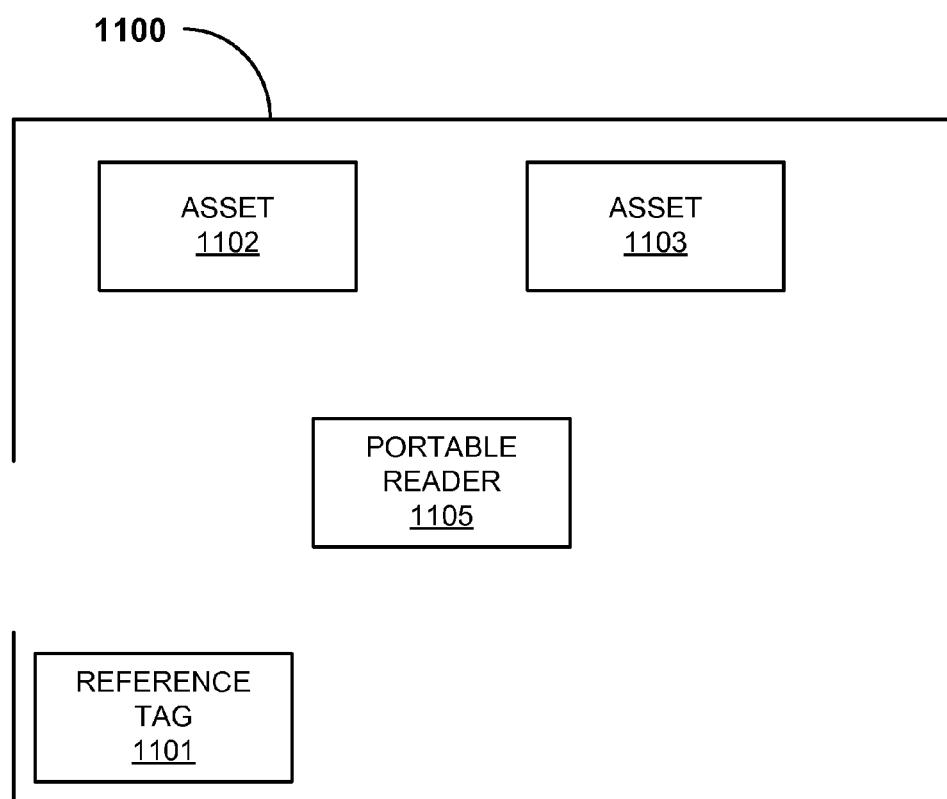 1100
ASSET
1102
ASSET
1103
PORTABLE
READER
1105
REFERENCE
TAG
1101